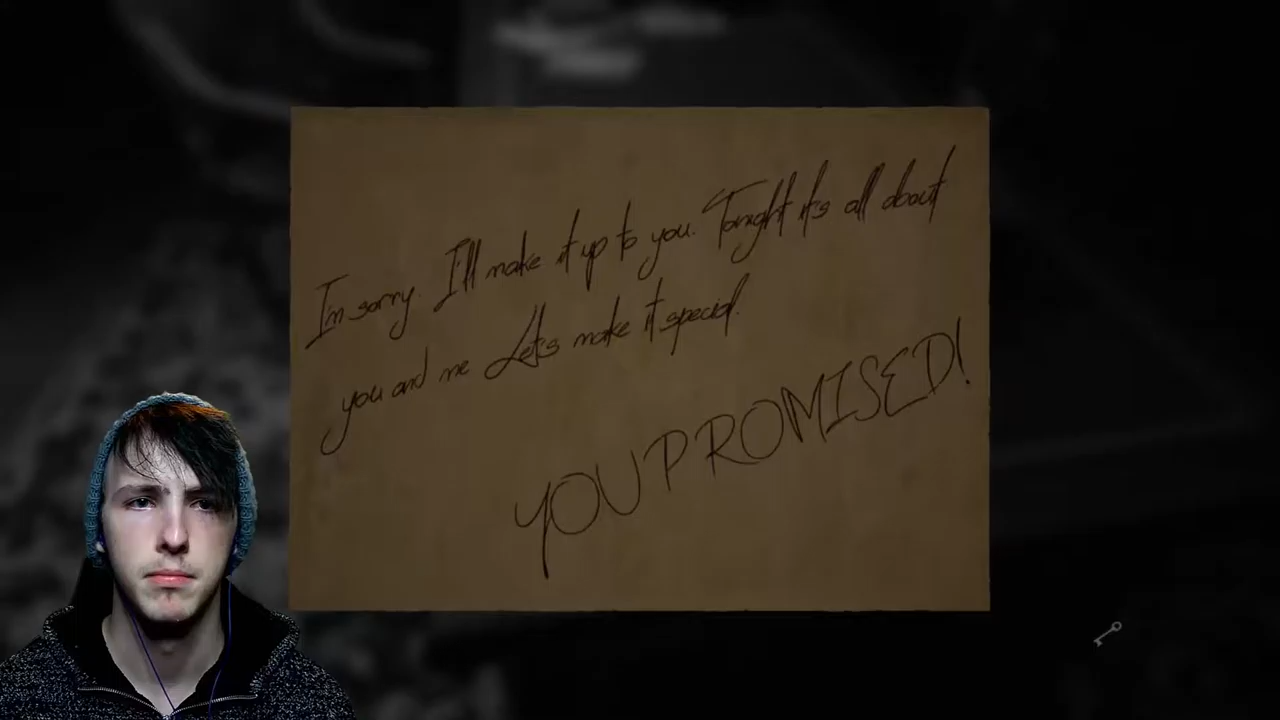 I'm sorry. I'll make it up to you. Tonight it's all about
you and me Let's make it special.
YOU PROMISED!